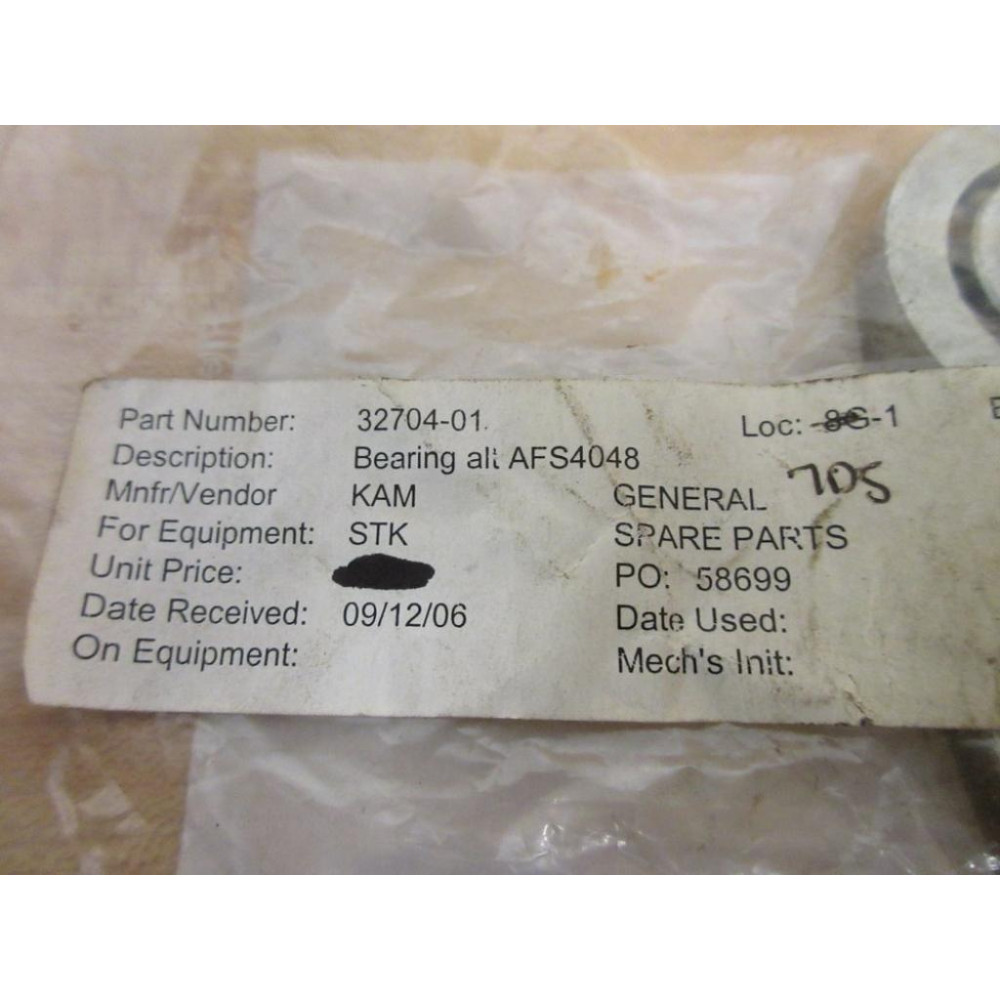 Part Number: 32704-01. Loc: 8G-1
Description: Bearing alt AFS4048
705
Mnfr/Vendor KAM GENERAL
For Equipment: STK SPARE PARTS
Unit Price: PO: 58699
Date Received: 09/12/06 Date Used:
On Equipment: Mech's Init: